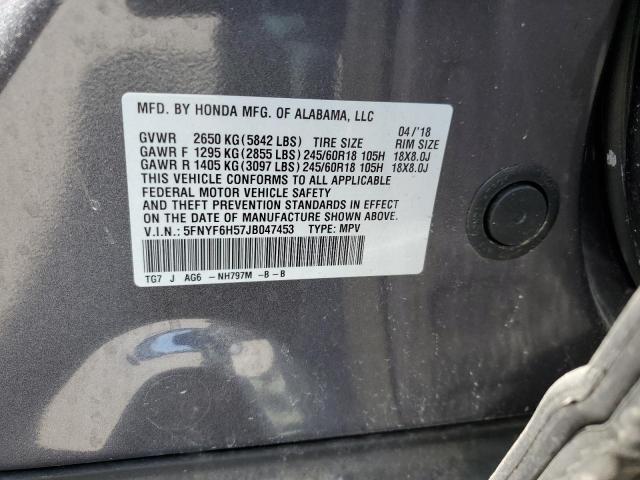 MFD. BY HONDA MFG. OF ALABAMA, LLC
04/'18
GVWR 2650 KG(5842 LBS) TIRE SIZE RIM SIZE
GAWR F 1295 KG(2855 LBS)245/60R18 105H 18X8.0J
GAWR R 1405 KG(3097 LBS)245/60R18 105H 18X8.0J
THIS VEHICLE CONFORMS TO ALL APPLICABLE
FEDERAL MOTOR VEHICLE SAFETY
AND THEFT PREVENTION STANDARDS IN EFFECT
ON DATE OF MANUFACTURE SHOWN ABOVE.
V.I.N.: 5FNYF6H57JB047453 TYPE: MPV
TG7 J AG6 -NH797M -B-B